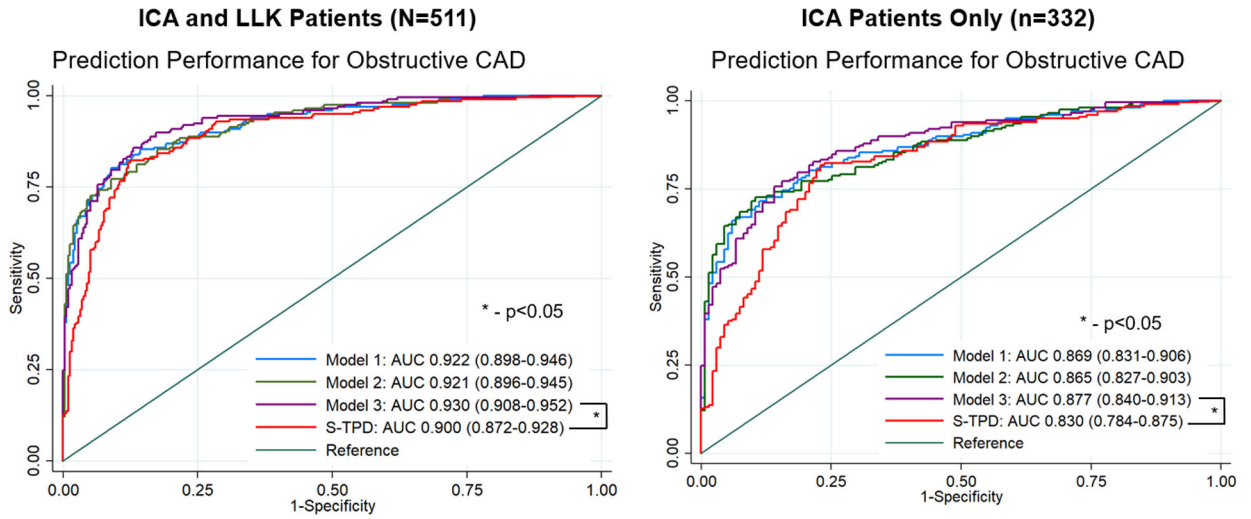 ICA and LLK Patients (N=511)
Prediction Performance for Obstructive CAD
Sensitivity
1.00
0.75
0.50
0.25
0.00
* - p<0.05
Model 1: AUC 0.922 (0.898-0.946)
Model 2: AUC 0.921 (0.896-0.945)
Model 3: AUC 0.930 (0.908-0.952)
*
S-TPD: AUC 0.900 (0.872-0.928)
Reference
0.00 0.25 0.50 0.75 1.00
1-Specificity
ICA Patients Only (n=332)
Prediction Performance for Obstructive CAD
Sensitivity
1.00
0.75
0.50
0.25
0.00
* - p<0.05
Model 1: AUC 0.869 (0.831-0.906)
Model 2: AUC 0.865 (0.827-0.903)
Model 3: AUC 0.877 (0.840-0.913)
*
S-TPD: AUC 0.830 (0.784-0.875)
Reference
0.00 0.25 0.50 0.75 1.00
1-Specificity